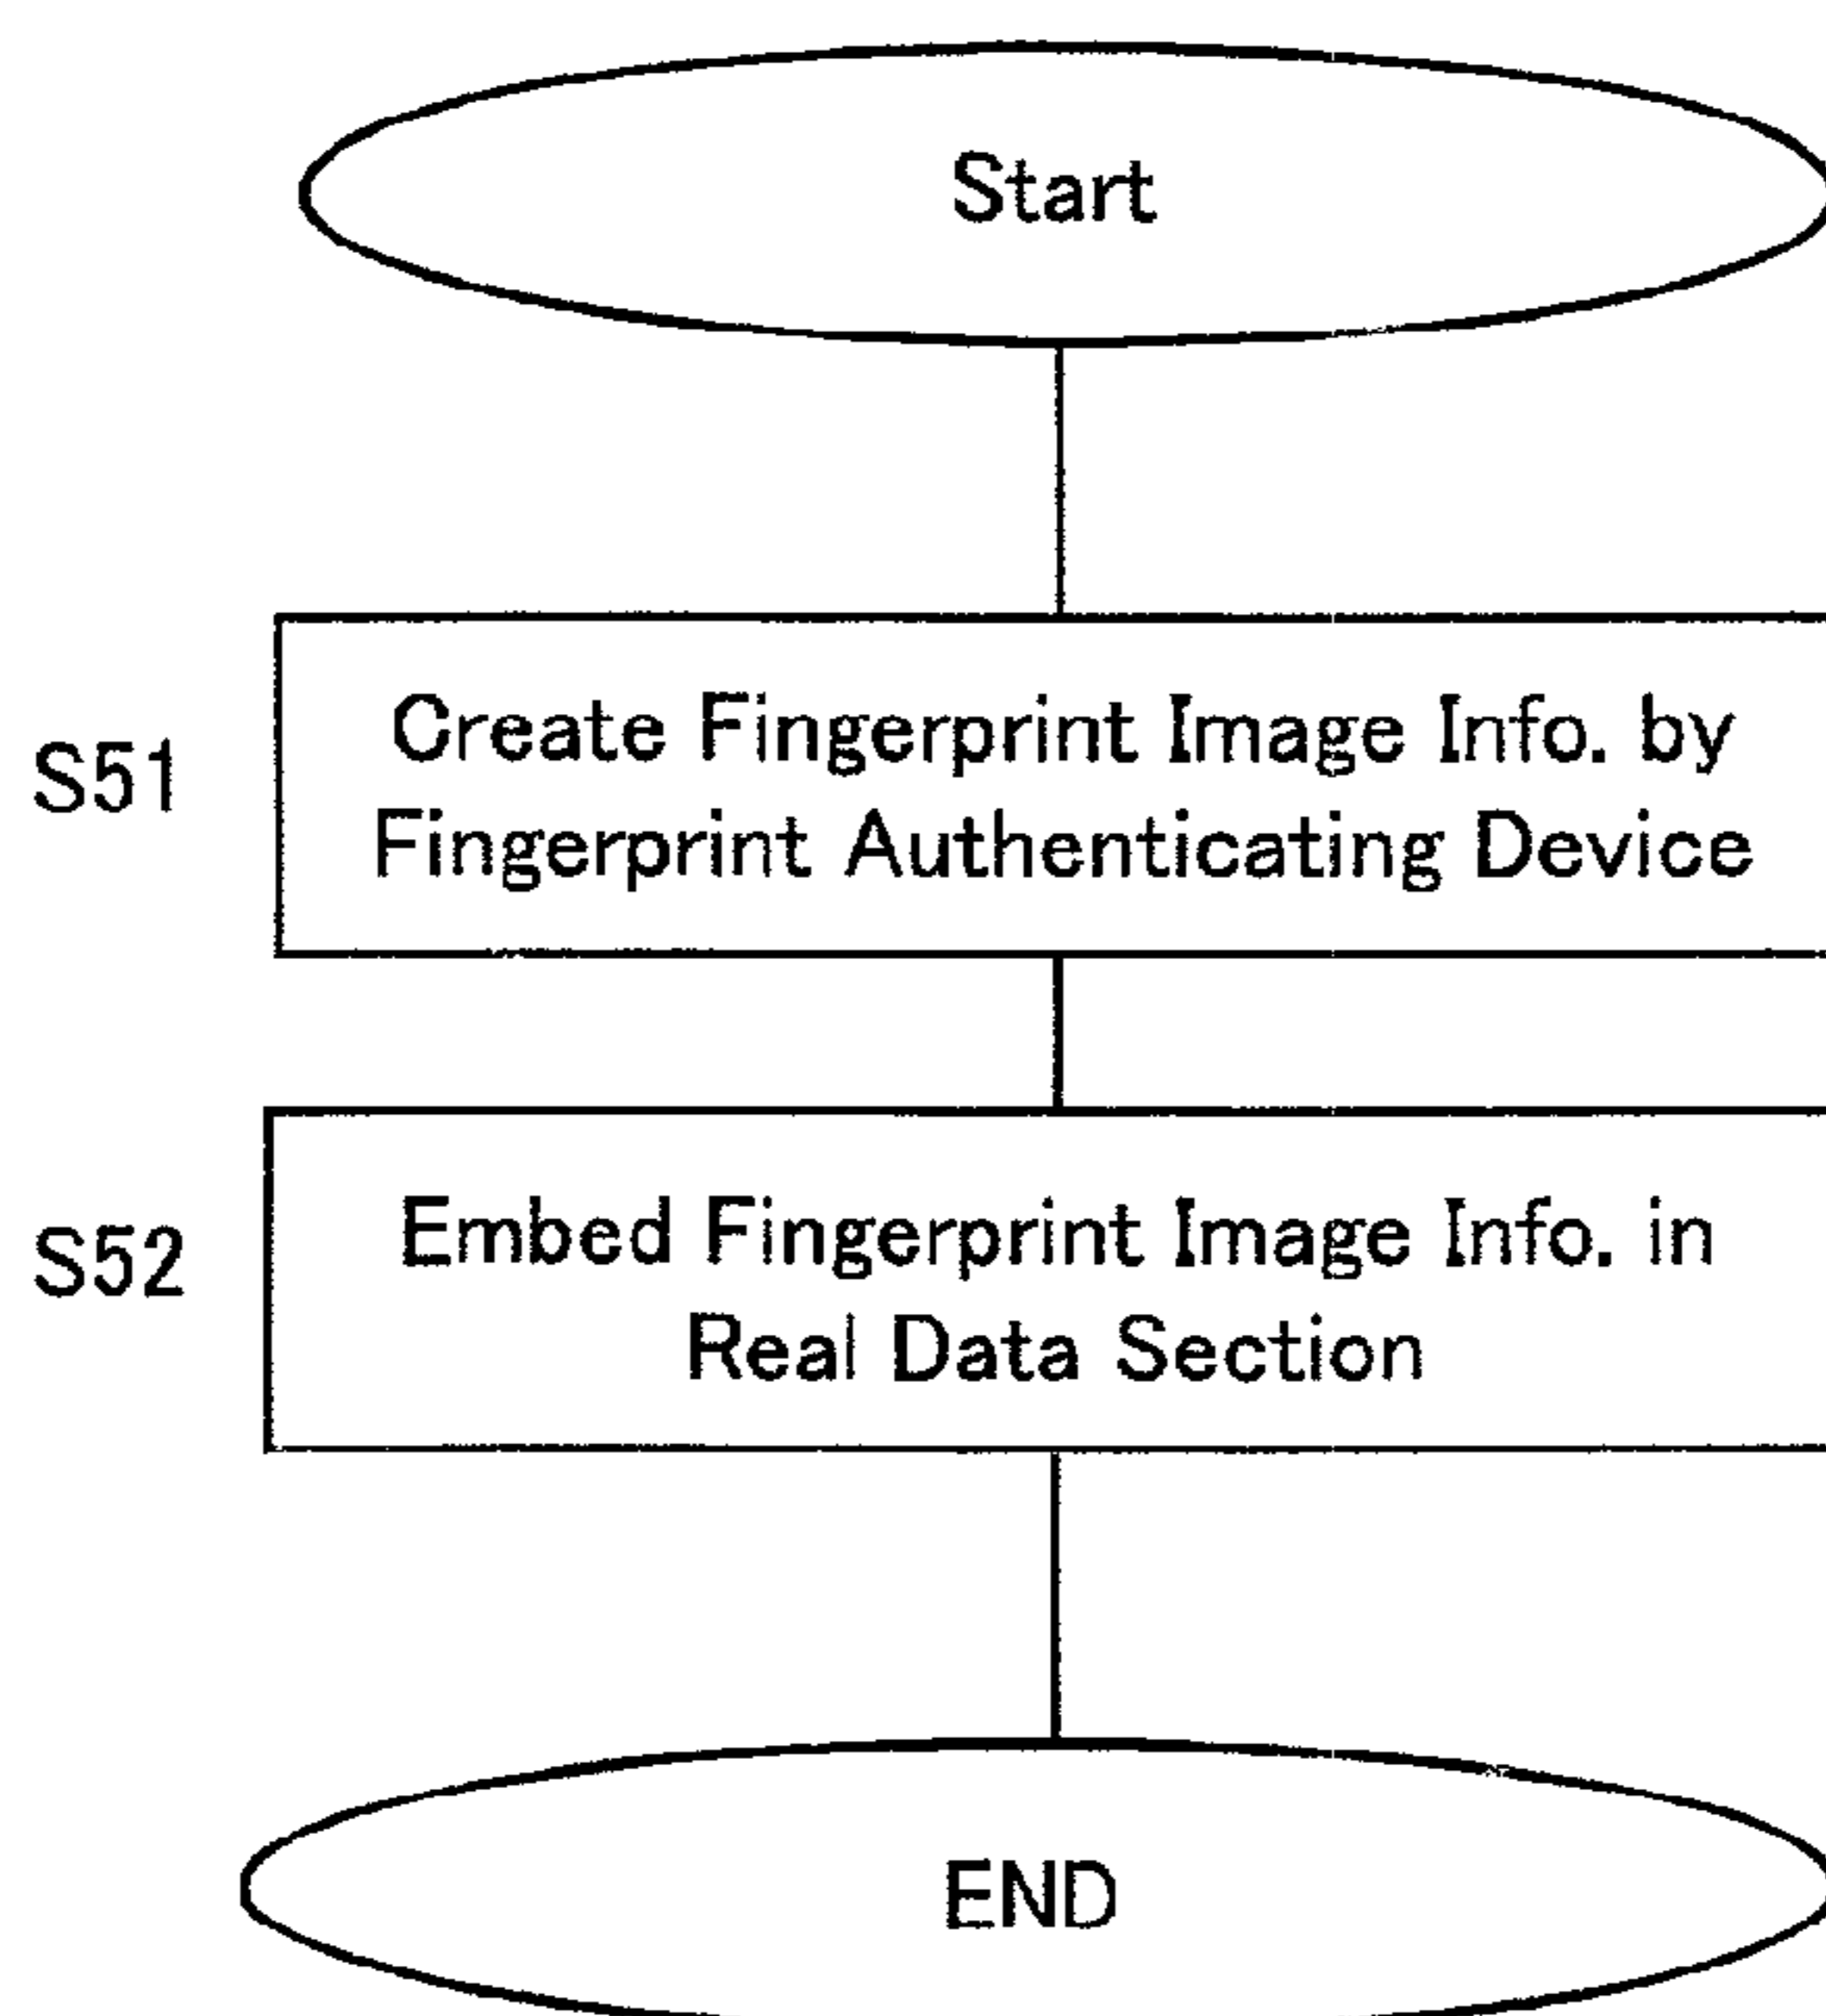 Start
S51
Create Fingerprint Image Info. by
Fingerprint Authenticating Device
S52
Embed Fingerprint Image Info. in
Real Data Section
END